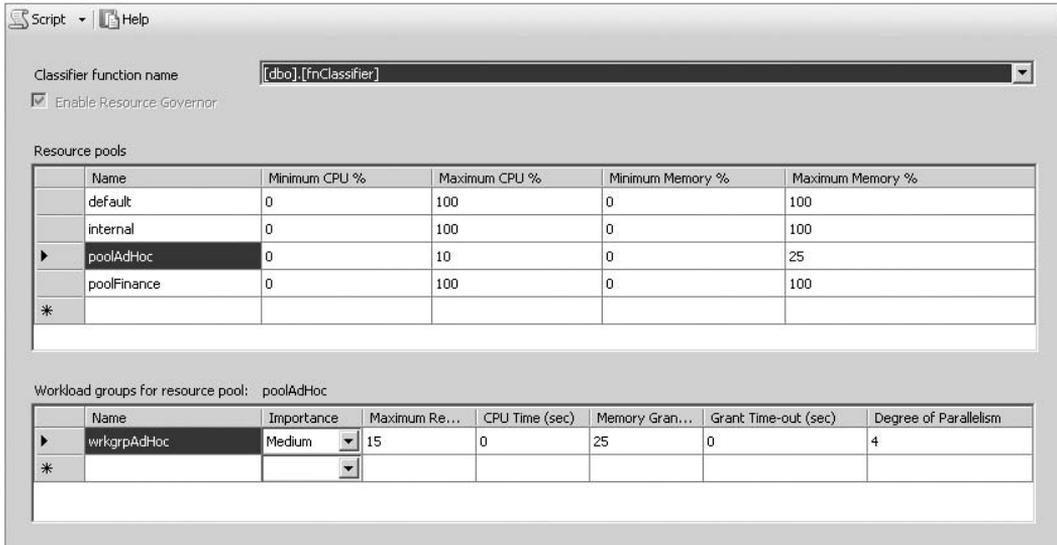 Script Help
Classifier function name [dbo].[fnClassifier]
Enable Resource Governor
Resource pools
Name Minimum CPU % Maximum CPU % Minimum Memory % Maximum Memory %
default 0 100 0 100
internal 0 100 0 100
poolAdHoc 0 10 0 25
poolFinance 0 100 0 100
Workload groups for resource pool: poolAdHoc
Name Importance Maximum Re... CPU Time (sec) Memory Gran... Grant Time-out (sec) Degree of Parallelism
wrkgrpAdHoc Medium 15 0 25 0 4